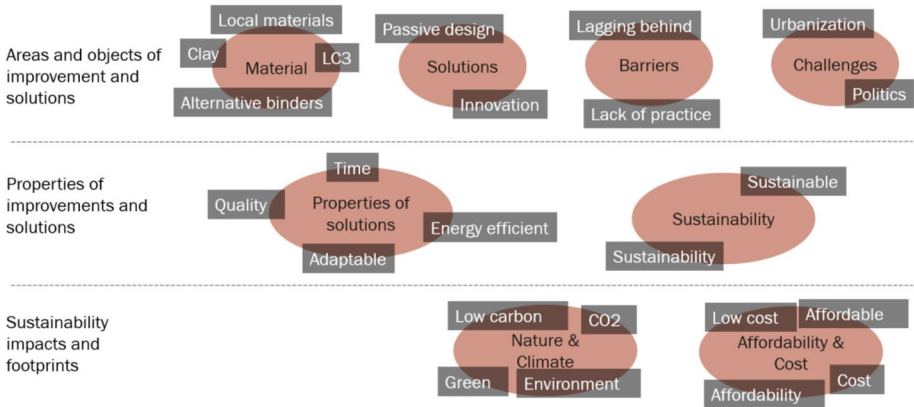 Areas and objects of
improvement and
solutions
Local materials
Clay
Material
LC3
Alternative binders
Passive design
Solutions
Innovation
Lagging behind
Barriers
Lack of practice
Urbanization
Challenges
Politics
Properties of
improvements and
solutions
Time
Quality
Properties of
solutions
Energy efficient
Adaptable
Sustainable
Sustainability
Sustainability
Sustainability
impacts and
footprints
Low carbon
CO2
Nature &
Climate
Green
Environment
Low cost
Affordable
Affordability &
Cost
Cost
Affordability